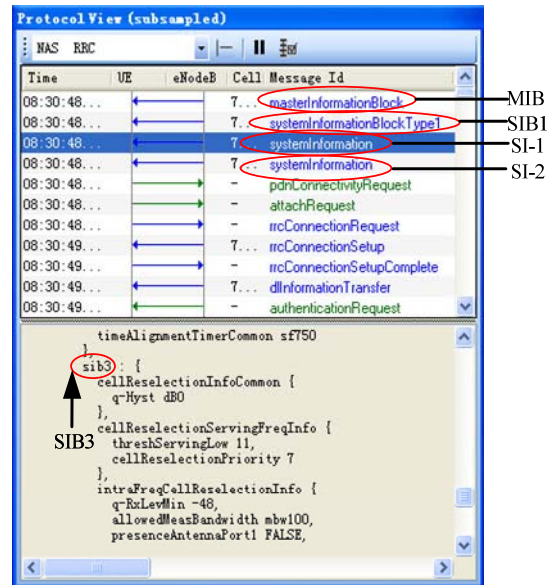 Protocol View (subsampled)
NAS RRC
Time UE eNodeB Cell Message Id
08:30:48... 7... masterInformationBlock MIB
08:30:48... 7... systemInformationBlockType1 SIB1
08:30:48... 7... systemInformation SI-1
08:30:48... 7... systemInformation SI-2
08:30:48... - pdnConnectivityRequest
08:30:48... - attachRequest
08:30:48... - rrcConnectionRequest
08:30:49... 7... rrcConnectionSetup
08:30:49... - rrcConnectionSetupComplete
08:30:49... 7... dlInformationTransfer
08:30:49... - authenticationRequest
timeAlignmentTimerCommon sf750
},
sib3 : {
cellReselectionInfoCommon {
q-Hyst dB0
},
cellReselectionServingFreqInfo {
threshServingLow 11,
SIB3
cellReselectionPriority 7
},
intraFreqCellReselectionInfo {
q-RxLevMin -48,
allowedMeasBandwidth mbw100,
presenceAntennaPort1 FALSE,